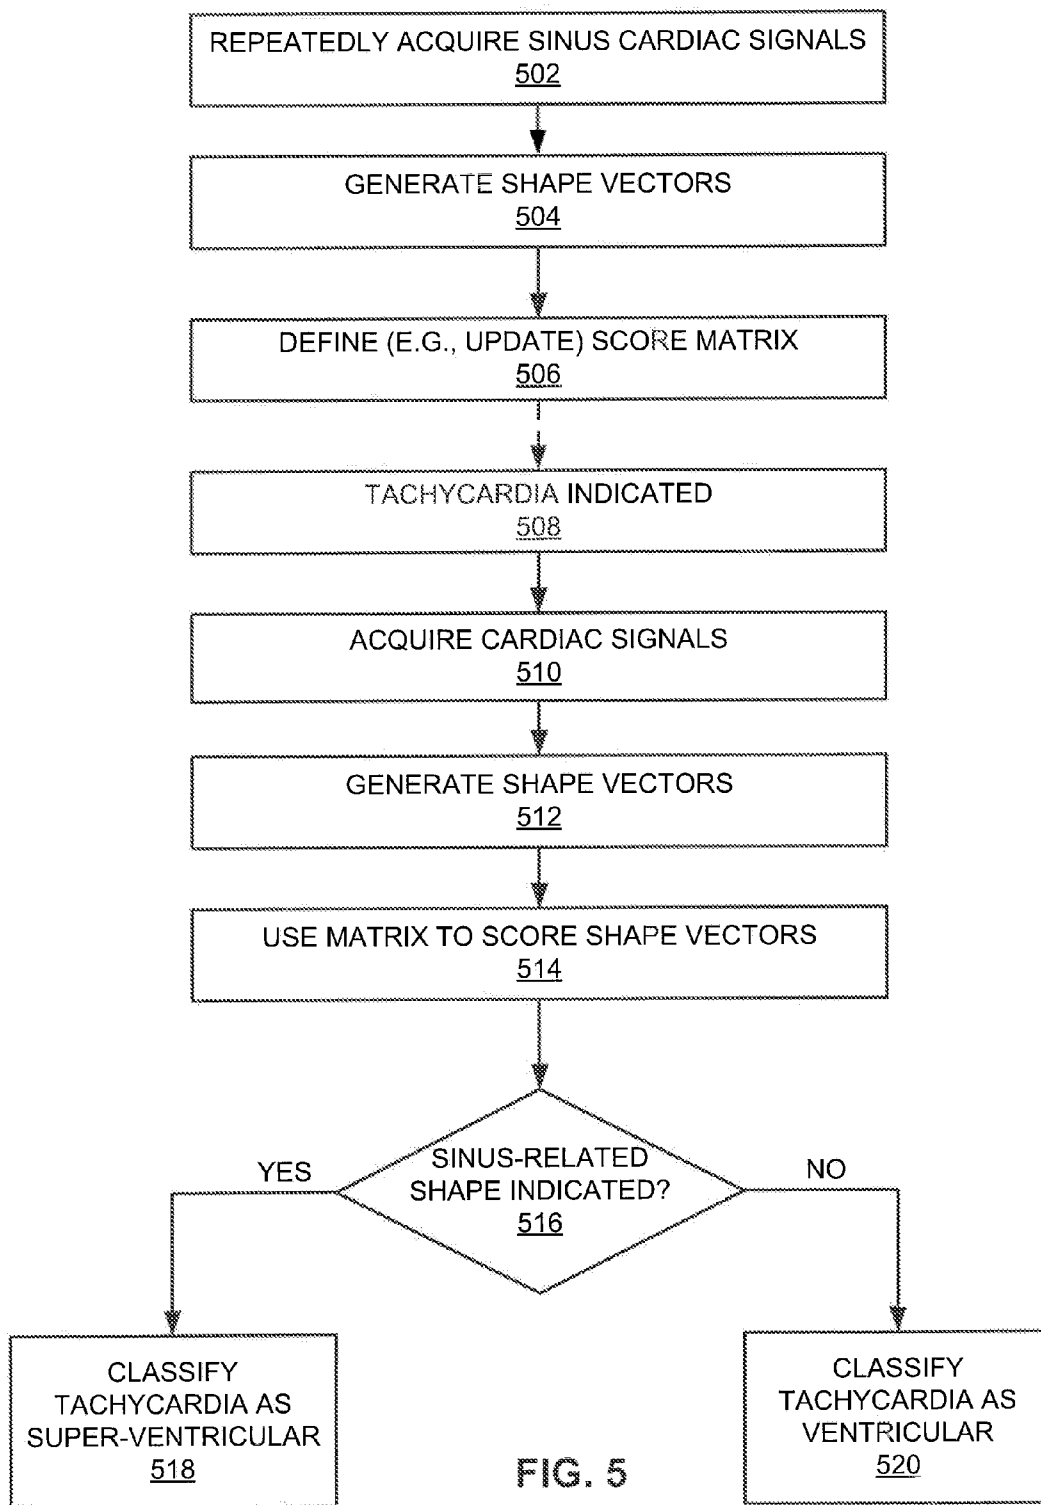 REPEATEDLY ACQUIRE SINUS CARDIAC SIGNALS
502
GENERATE SHAPE VECTORS
504
DEFINE (E.G., UPDATE) SCORE MATRIX
506
TACHYCARDIA INDICATED
508
ACQUIRE CARDIAC SIGNALS
510
GENERATE SHAPE VECTORS
512
USE MATRIX TO SCORE SHAPE VECTORS
514
SINUS-RELATED
SHAPE INDICATED?
516
YES
NO
CLASSIFY
TACHYCARDIA AS
SUPER-VENTRICULAR
518
CLASSIFY
TACHYCARDIA AS
VENTRICULAR
520
FIG. 5